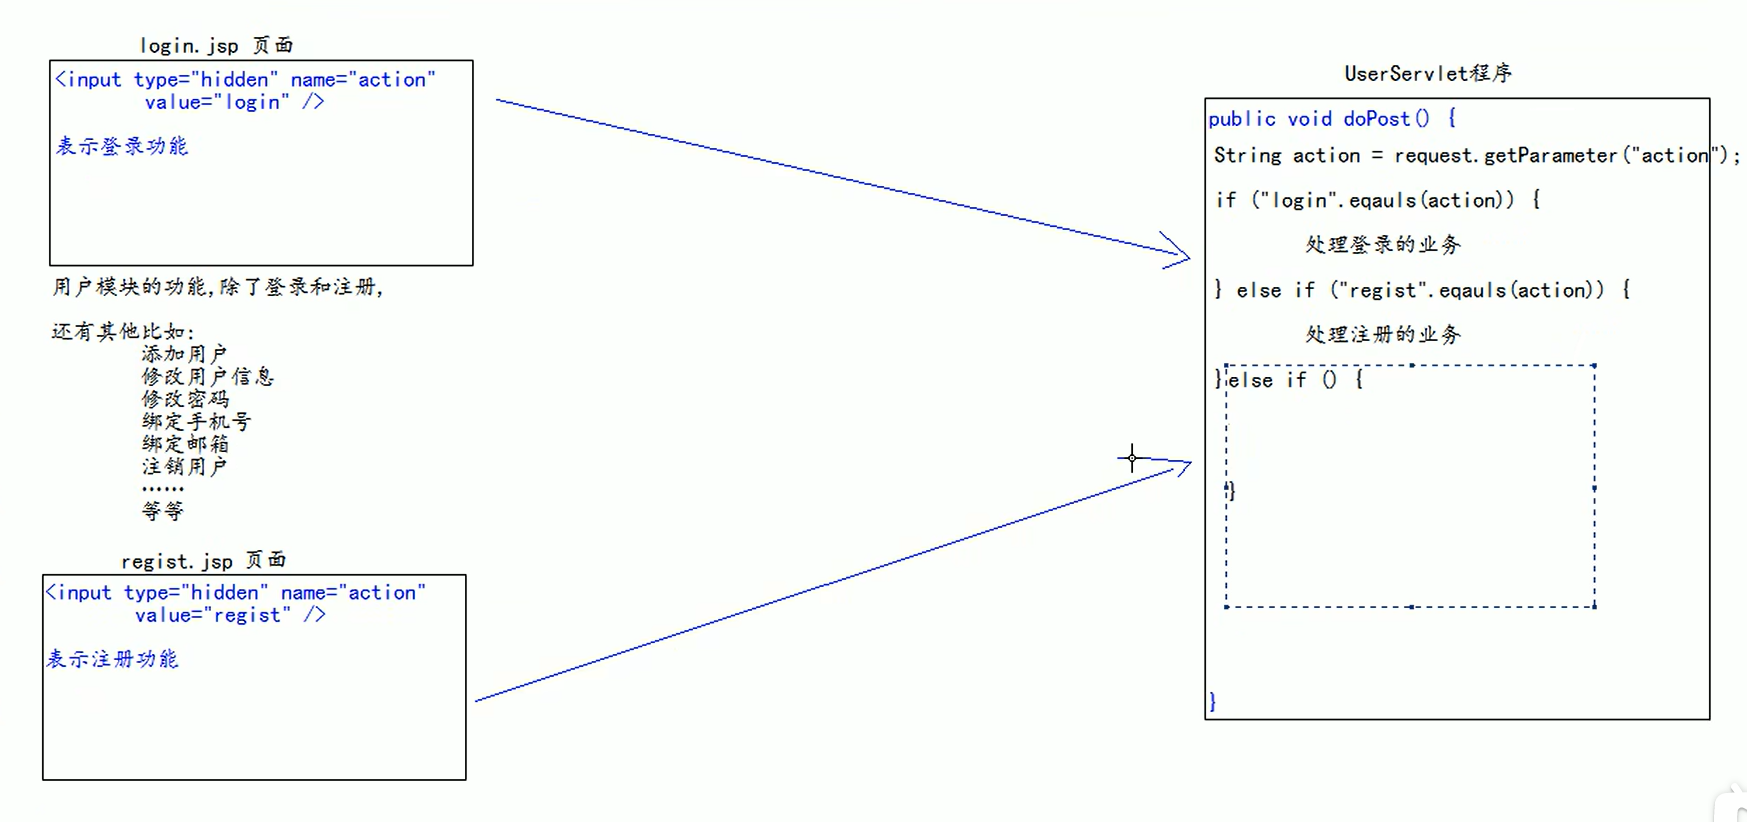 login.jsp 页面
<input type="hidden" name="action"
value="login" />
表示登录功能
用户模块的功能,除了登录和注册,
还有其他比如:
添加用户
修改用户信息
修改密码
绑定手机号
绑定邮箱
注销用户
······
等等
regist.jsp 页面
<input type="hidden" name="action"
value="regist" />
表示注册功能
UserServlet程序
public void doPost() {
String action = request.getParameter("action");
if ("login".eqauls(action)) {
处理登录的业务
} else if ("regist".eqauls(action)) {
处理注册的业务
}else if () {
}
}